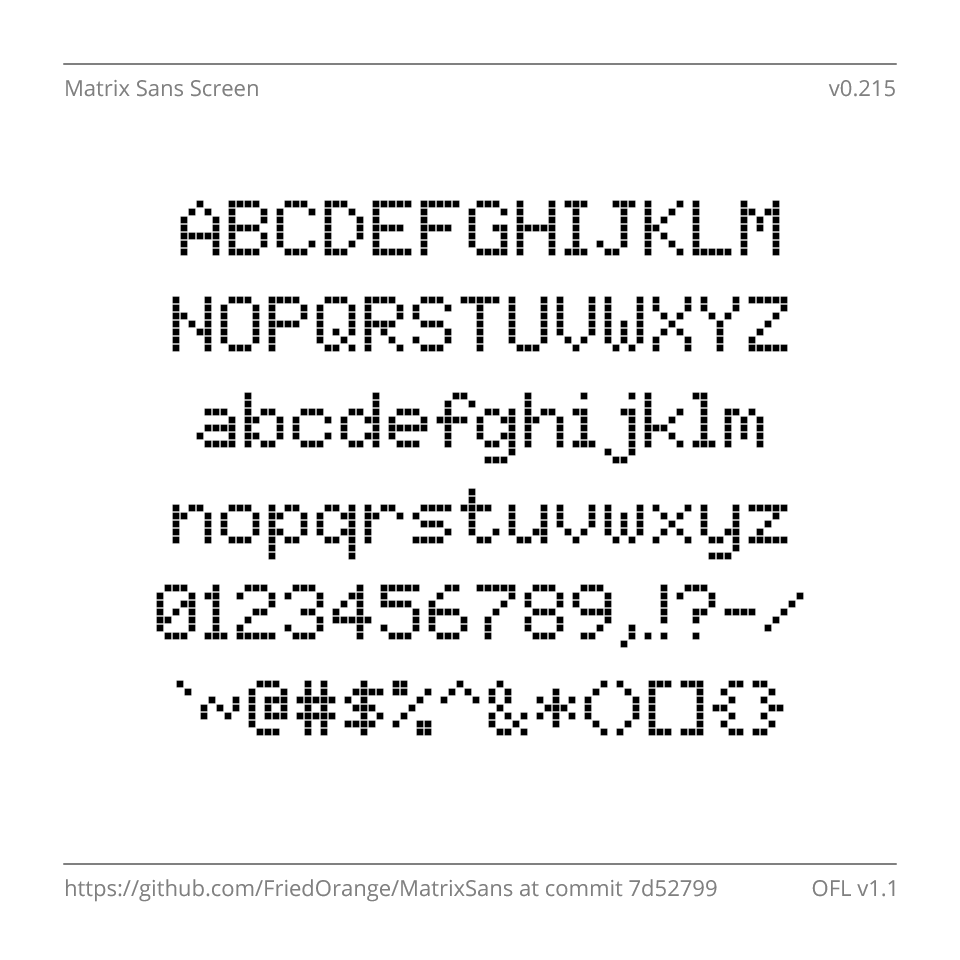 Matrix Sans Screen v0.215
ABCDEFGHIJKLM
NOPQRSTUVWXYZ
abcdefghijklm
nopqrstuvwxyz
0123456789,.!?-/
`~@#$%^&*()[]{}
https://github.com/FriedOrange/MatrixSans at commit 7d52799 OFL v1.1